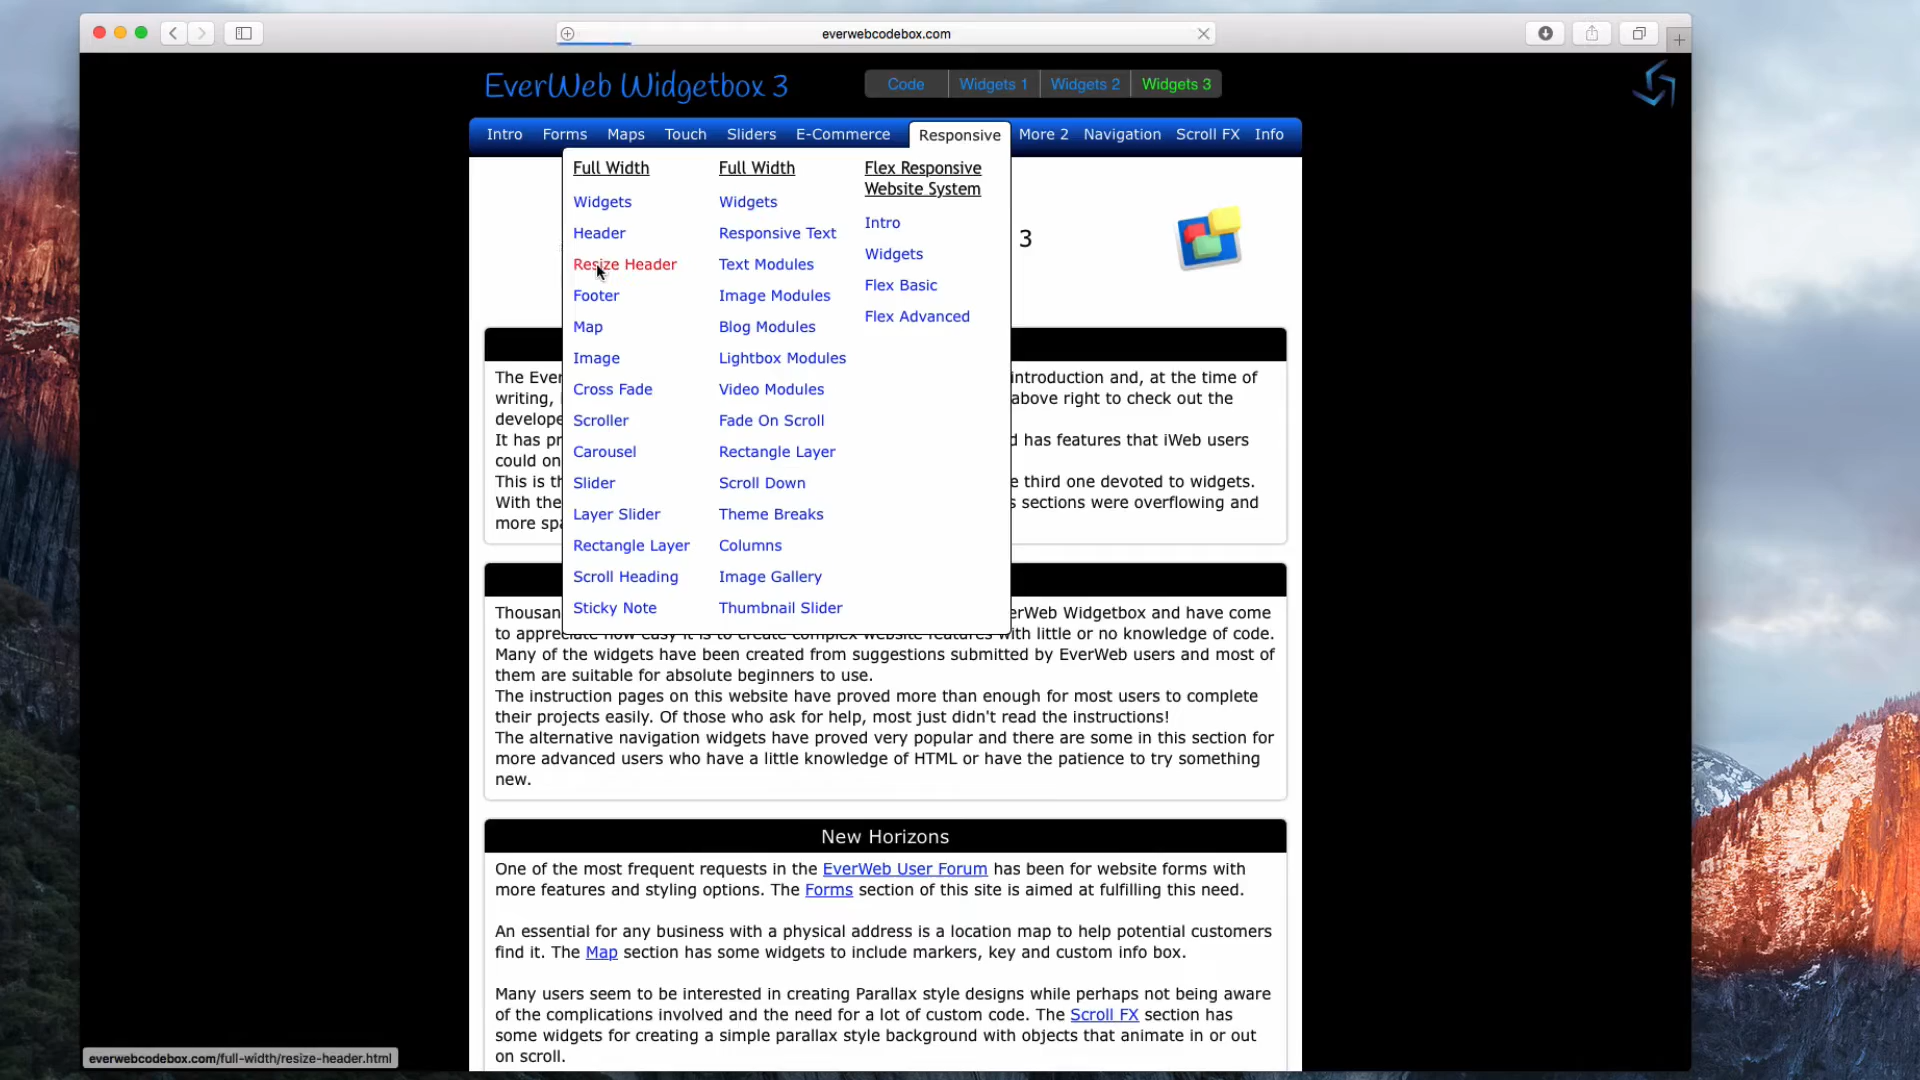 everwebcodebox.com
EverWeb Widgetbox 3
Code Widgets 1 Widgets 2 Widgets 3
Intro Forms Maps Touch Sliders E-Commerce Responsive More 2 Navigation Scroll FX Info
Full Width
Widgets
Header
Resize Header
Footer
Map
Image
Cross Fade
Scroller
Carousel
Slider
Layer Slider
Rectangle Layer
Scroll Heading
Sticky Note
Full Width
Widgets
Responsive Text
Text Modules
Image Modules
Blog Modules
Lightbox Modules
Video Modules
Fade On Scroll
Rectangle Layer
Scroll Down
Theme Breaks
Columns
Image Gallery
Thumbnail Slider
Flex Responsive
Website System
Intro
Widgets
Flex Basic
Flex Advanced
3
The Ever introduction and, at the time of
writing, above right to check out the
develope
It has pr d has features that iWeb users
could on
This is th e third one devoted to widgets.
With the s sections were overflowing and
more spa
Thousan erWeb Widgetbox and have come
to appreciate how easy it is to create complex website features with little or no knowledge of code.
Many of the widgets have been created from suggestions submitted by EverWeb users and most of
them are suitable for absolute beginners to use.
The instruction pages on this website have proved more than enough for most users to complete
their projects easily. Of those who ask for help, most just didn't read the instructions!
The alternative navigation widgets have proved very popular and there are some in this section for
more advanced users who have a little knowledge of HTML or have the patience to try something
new.
New Horizons
One of the most frequent requests in the EverWeb User Forum has been for website forms with
more features and styling options. The Forms section of this site is aimed at fulfilling this need.
An essential for any business with a physical address is a location map to help potential customers
find it. The Map section has some widgets to include markers, key and custom info box.
Many users seem to be interested in creating Parallax style designs while perhaps not being aware
of the complications involved and the need for a lot of custom code. The Scroll FX section has
some widgets for creating a simple parallax style background with objects that animate in or out
on scroll.
everwebcodebox.com/full-width/resize-header.html